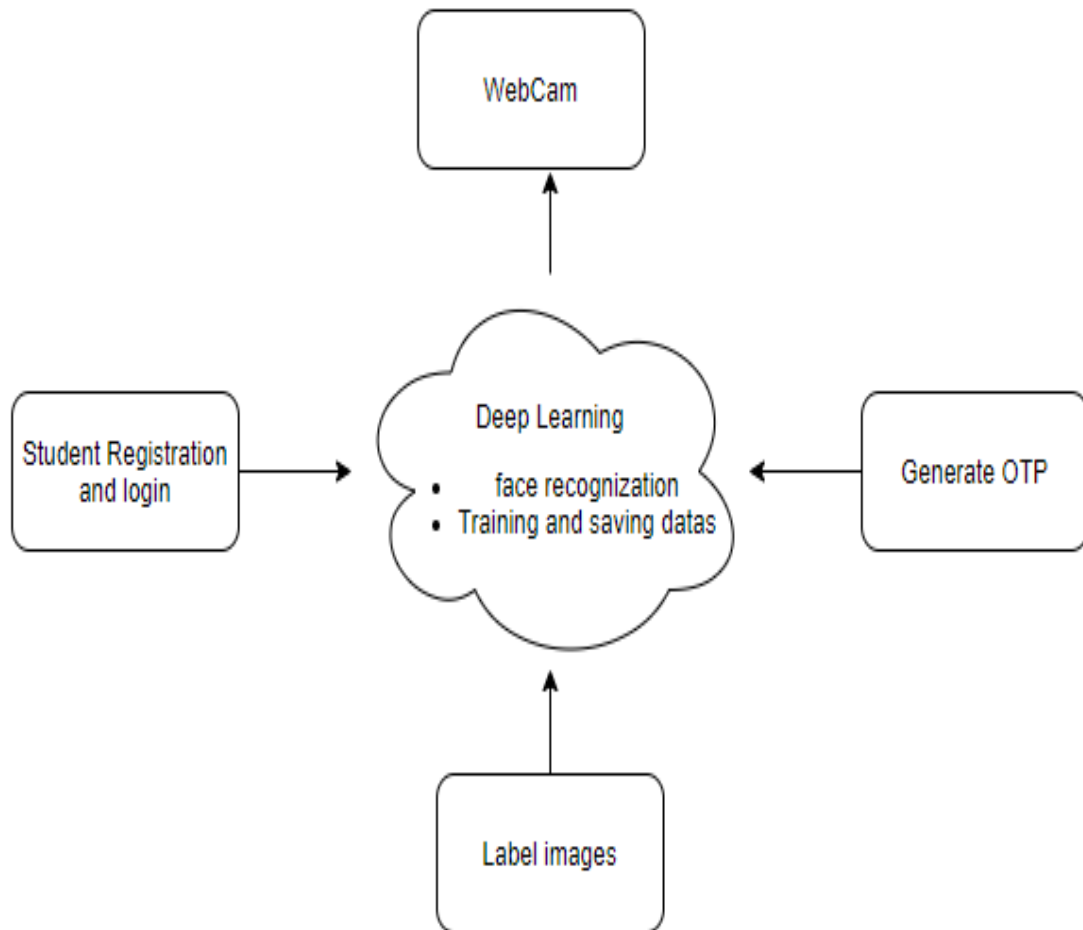 WebCam
Deep Learning
• face recognization
• Training and saving datas
Student Registration
and login
Generate OTP
Label images